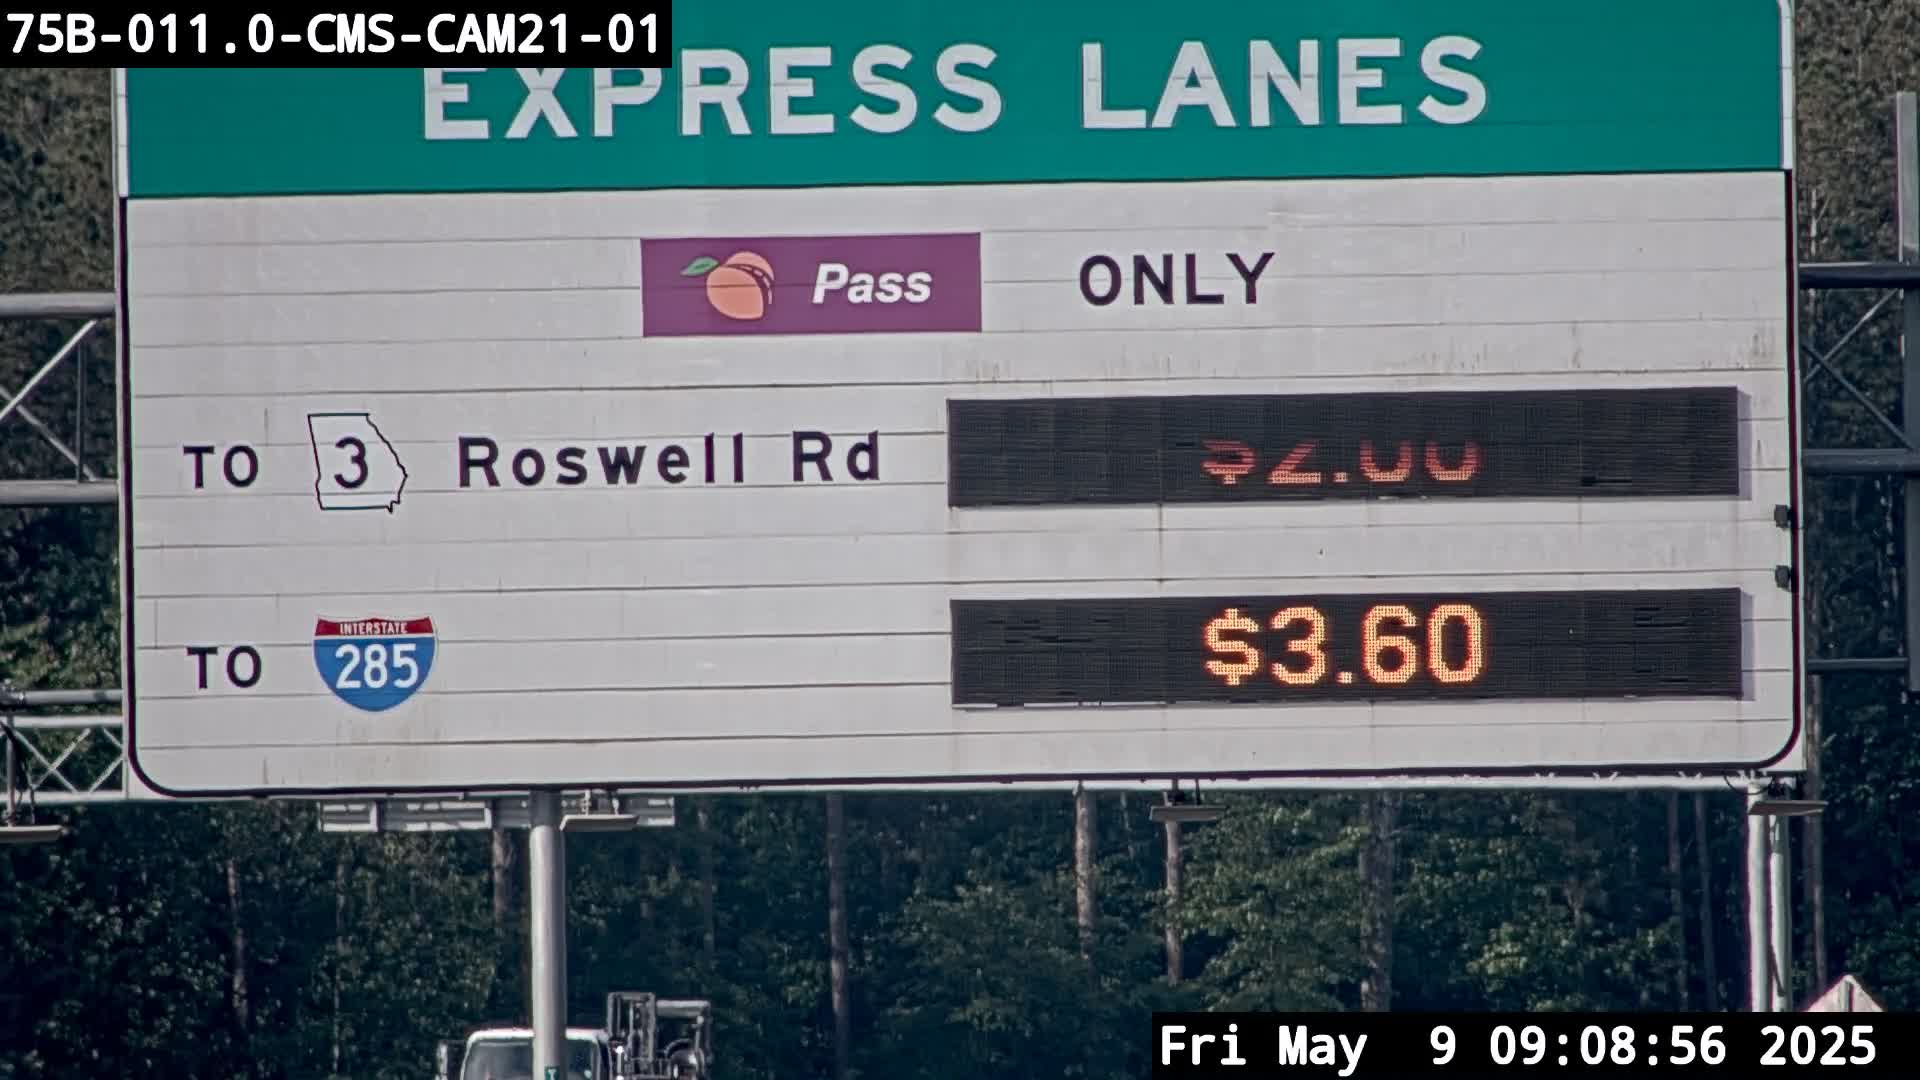 75B-011.0-CMS-CAM21-01
EXPRESS LANES
Pass ONLY
TO 3 Roswell Rd
TO INTERSTATE 285 $3.60
Fri May 9 09:08:56 2025